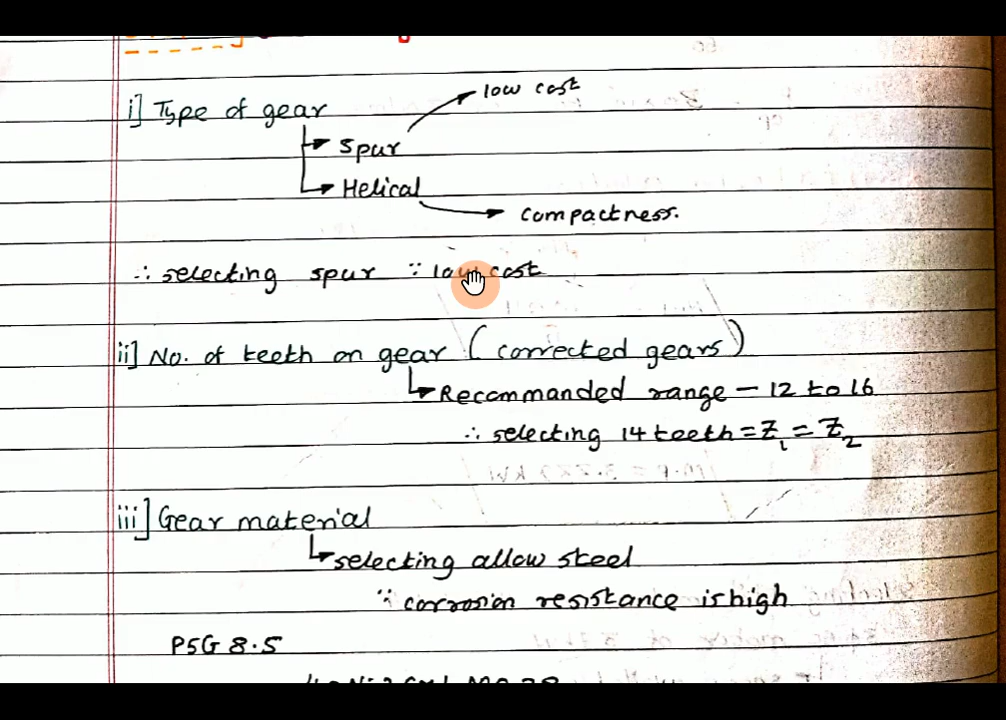 i] Type of gear
low cost
spur
Helical
compactness.
∴ selecting spur ∵ low cost
ii] No. of teeth on gear (corrected gears)
Recommanded range - 12 to 16
∴ selecting 14 teeth = Z1 = Z2
iii] Gear material
selecting allow steel
∵ corrosion resistance is high
PSG 8.5